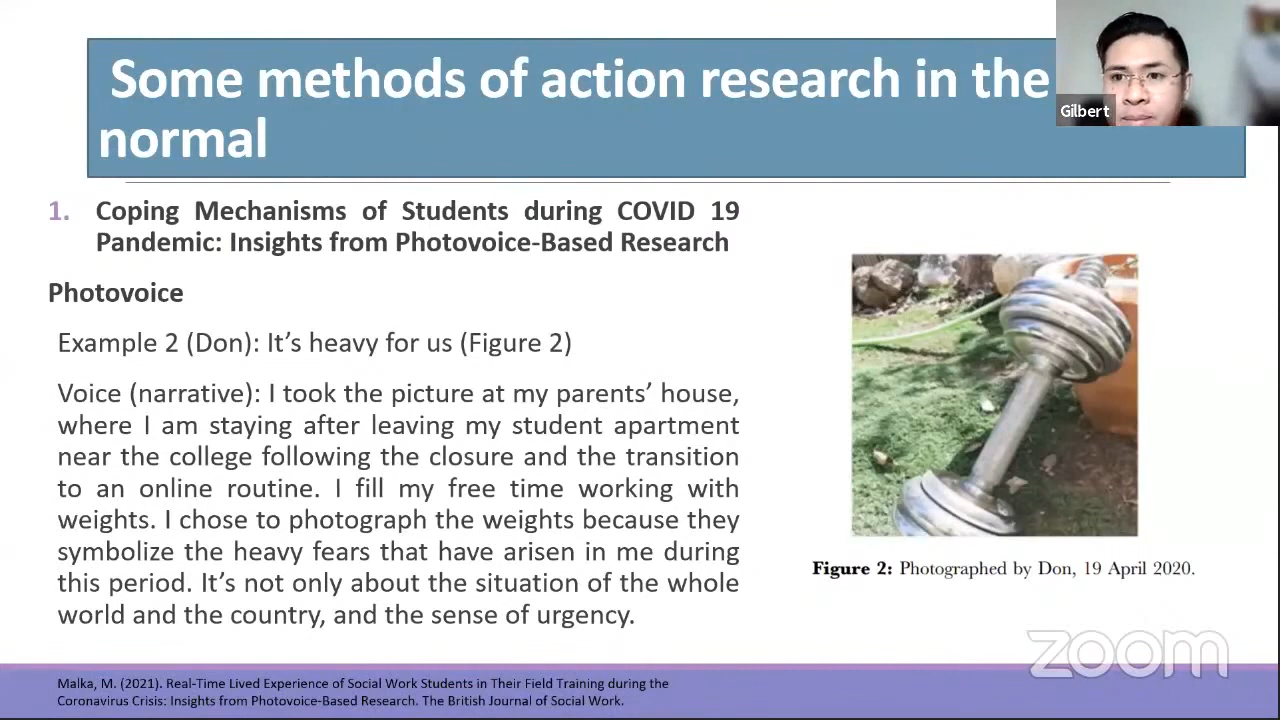 Some methods of action research in the
normal
Gilbert
1. Coping Mechanisms of Students during COVID 19
Pandemic: Insights from Photovoice-Based Research
Photovoice
Example 2 (Don): It’s heavy for us (Figure 2)
Voice (narrative): I took the picture at my parents’ house,
where I am staying after leaving my student apartment
near the college following the closure and the transition
to an online routine. I fill my free time working with
weights. I chose to photograph the weights because they
symbolize the heavy fears that have arisen in me during
this period. It’s not only about the situation of the whole
world and the country, and the sense of urgency.
Figure 2: Photographed by Don, 19 April 2020.
zoom
Malka, M. (2021). Real-Time Lived Experience of Social Work Students in Their Field Training during the
Coronavirus Crisis: Insights from Photovoice-Based Research. The British Journal of Social Work.